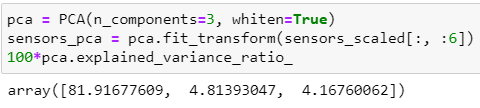 pca = PCA(n_components=3, whiten=True)
sensors_pca = pca.fit_transform(sensors_scaled[:, :6])
100*pca.explained_variance_ratio_
array([81.91677609,  4.81393047,  4.16760062])